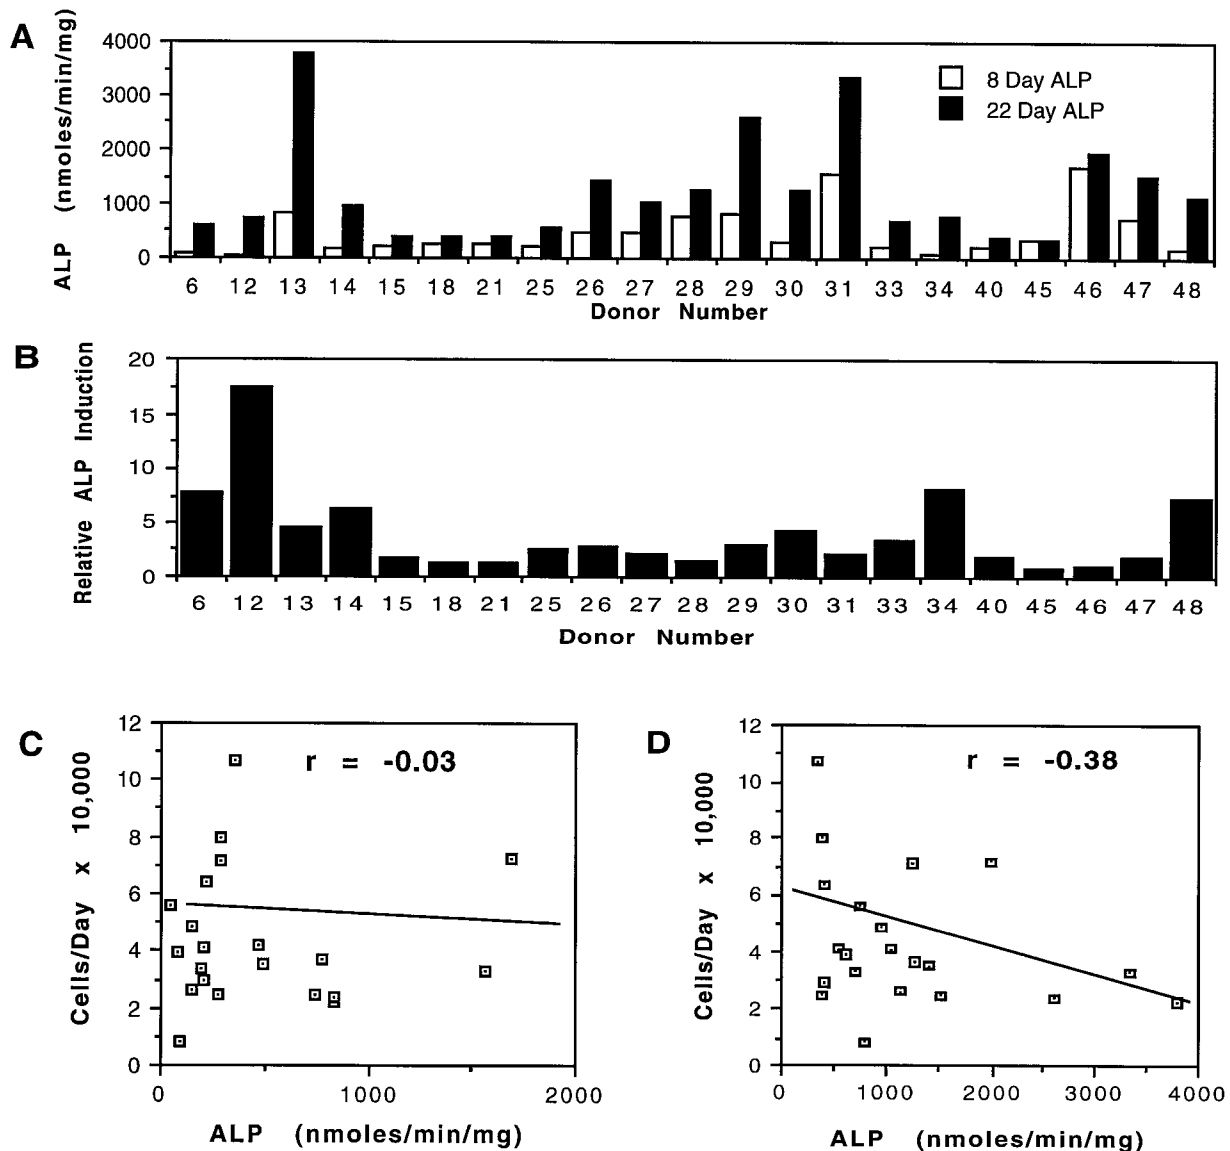 A
ALP (nmoles/min/mg)
4000
3000
2000
1000
0
8 Day ALP
22 Day ALP
6 12 13 14 15 18 21 25 26 27 28 29 30 31 33 34 40 45 46 47 48
Donor Number
B
Relative ALP Induction
20
15
10
5
0
6 12 13 14 15 18 21 25 26 27 28 29 30 31 33 34 40 45 46 47 48
Donor Number
C
Cells/Day x 10,000
12
10
8
6
4
2
0
r = -0.03
0 1000 2000
ALP (nmoles/min/mg)
D
Cells/Day x 10,000
12
10
8
6
4
2
0
r = -0.38
0 1000 2000 3000 4000
ALP (nmoles/min/mg)